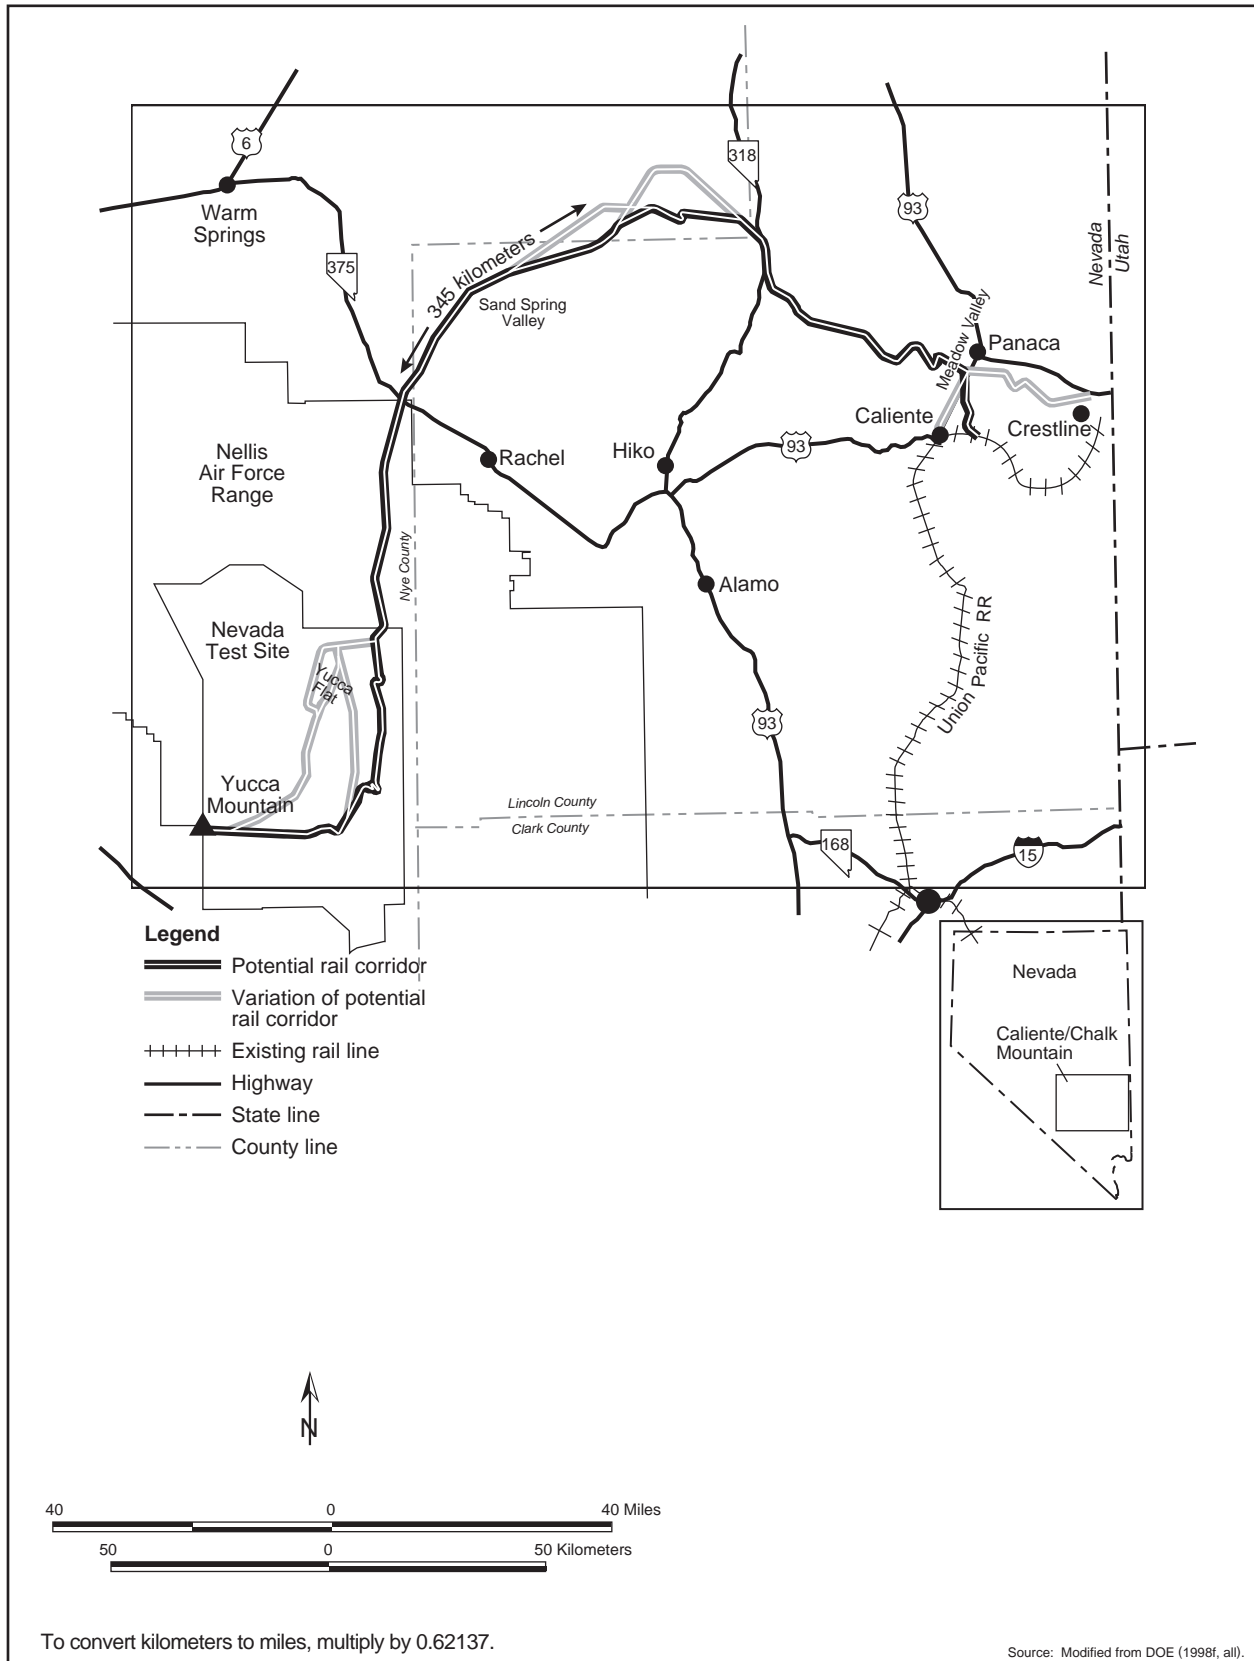 6
318
93
Warm
Springs
Nevada
Utah
375
345 kilometers
Sand Spring
Valley
Meadow Valley
Panaca
Caliente
Crestline
93
Nellis
Air Force
Range
Rachel
Hiko
Nye County
Alamo
Nevada
Test Site
Yucca
Flat
Union Pacific RR
93
Yucca
Mountain
Lincoln County
Clark County
168
15
Legend
Potential rail corridor
Variation of potential
rail corridor
Existing rail line
Highway
State line
County line
Nevada
Caliente/Chalk
Mountain
N
40 0 40 Miles
50 0 50 Kilometers
To convert kilometers to miles, multiply by 0.62137.
Source: Modified from DOE (1998f, all).